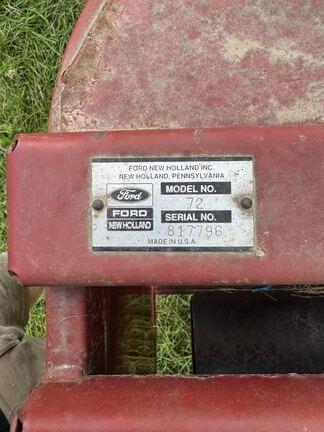 FORD NEW HOLLAND INC.
NEW HOLLAND, PENNSYLVANIA
Ford
FORD
NEW HOLLAND
MODEL NO.
72
SERIAL NO.
817796
MADE IN U.S.A.